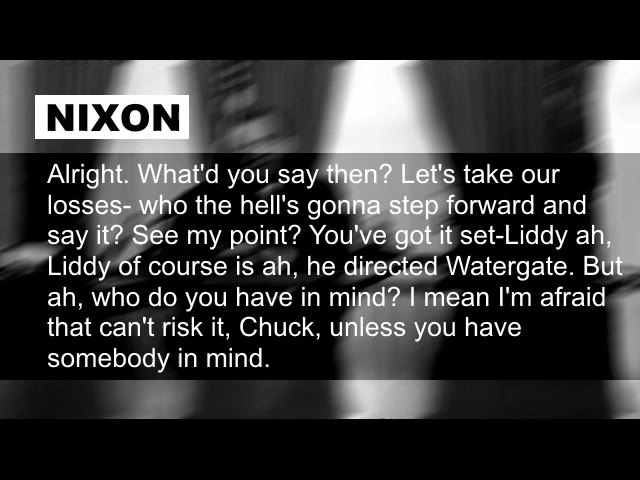 NIXON
Alright. What'd you say then? Let's take our
losses- who the hell's gonna step forward and
say it? See my point? You've got it set-Liddy ah,
Liddy of course is ah, he directed Watergate. But
ah, who do you have in mind? I mean I'm afraid
that can't risk it, Chuck, unless you have
somebody in mind.